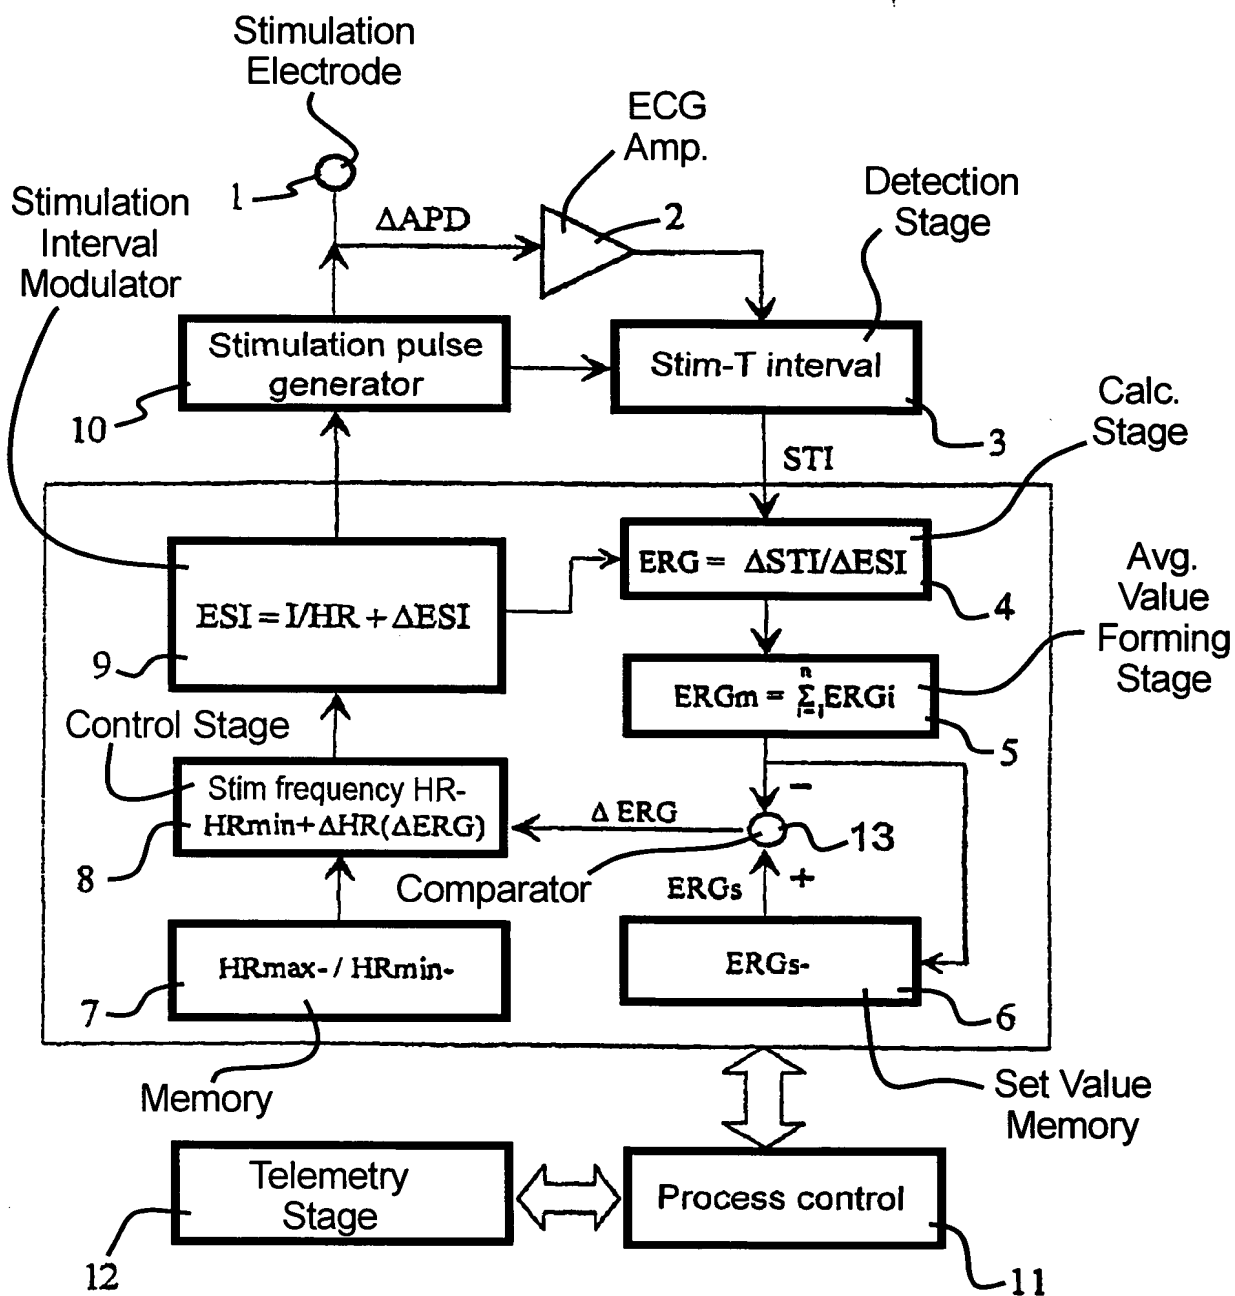 Stimulation
Electrode
1
ECG
Amp.
2
Detection
Stage
Stimulation
Interval
Modulator
ΔAPD
Stimulation pulse
generator
10
Stim-T interval
3
STI
Calc.
Stage
ESI = I/HR + ΔESI
9
ERG = ΔSTI/ΔESI
4
Avg.
Value
Forming
Stage
n
ERGm = Σ ERGi
i=1
5
Control Stage
Stim frequency HR-
HRmin+ΔHR(ΔERG)
8
Δ ERG
−
13
Comparator
ERGs
+
HRmax- / HRmin-
7
ERGs-
6
Memory
Set Value
Memory
Telemetry
Stage
12
Process control
11